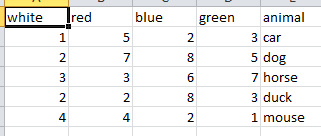 white red blue green animal
1 5 2 3 car
2 7 8 5 dog
3 3 6 7 horse
2 2 8 3 duck
4 4 2 1 mouse